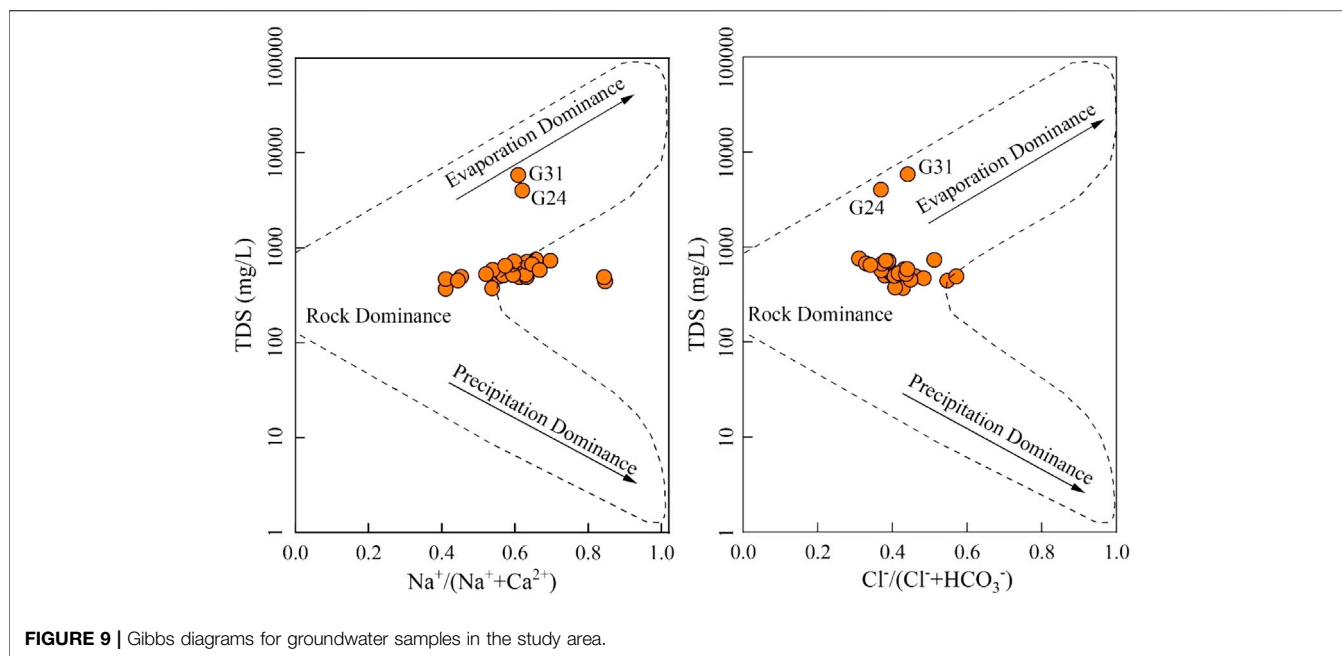 100000
10000
1000
100
10
1
TDS (mg/L)
Evaporation Dominance
G31
G24
Rock Dominance
Precipitation Dominance
0.0 0.2 0.4 0.6 0.8 1.0
Na⁺/(Na⁺+Ca²⁺)
100000
10000
1000
100
10
1
TDS (mg/L)
Evaporation Dominance
G31
G24
Rock Dominance
Precipitation Dominance
0.0 0.2 0.4 0.6 0.8 1.0
Cl⁻/(Cl⁻+HCO₃⁻)
FIGURE 9 | Gibbs diagrams for groundwater samples in the study area.